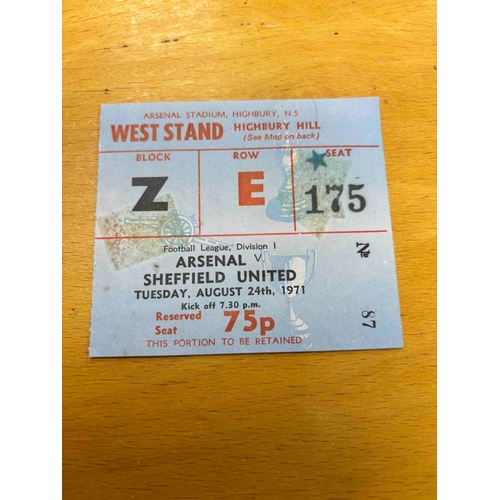 ARSENAL STADIUM, HIGHBURY, N.5
WEST STAND HIGHBURY HILL
(See Map on back)
BLOCK ROW SEAT
Z E 175
Football League, Division 1
ARSENAL V.
SHEFFIELD UNITED
TUESDAY, AUGUST 24th, 1971
Kick off 7.30 p.m.
Reserved Seat 75p
THIS PORTION TO BE RETAINED
Nº 87